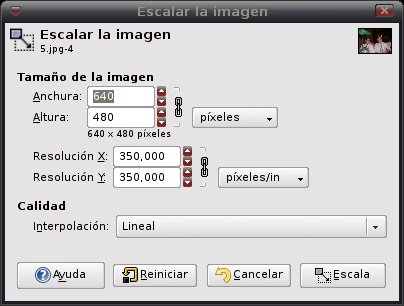 Escalar la imagen
Escalar la imagen
5.jpg-4
Tamaño de la imagen
Anchura: 640
Altura: 480 píxeles
640 x 480 píxeles
Resolución X: 350,000
Resolución Y: 350,000 píxeles/in
Calidad
Interpolación: Lineal
Ayuda Reiniciar Cancelar Escala